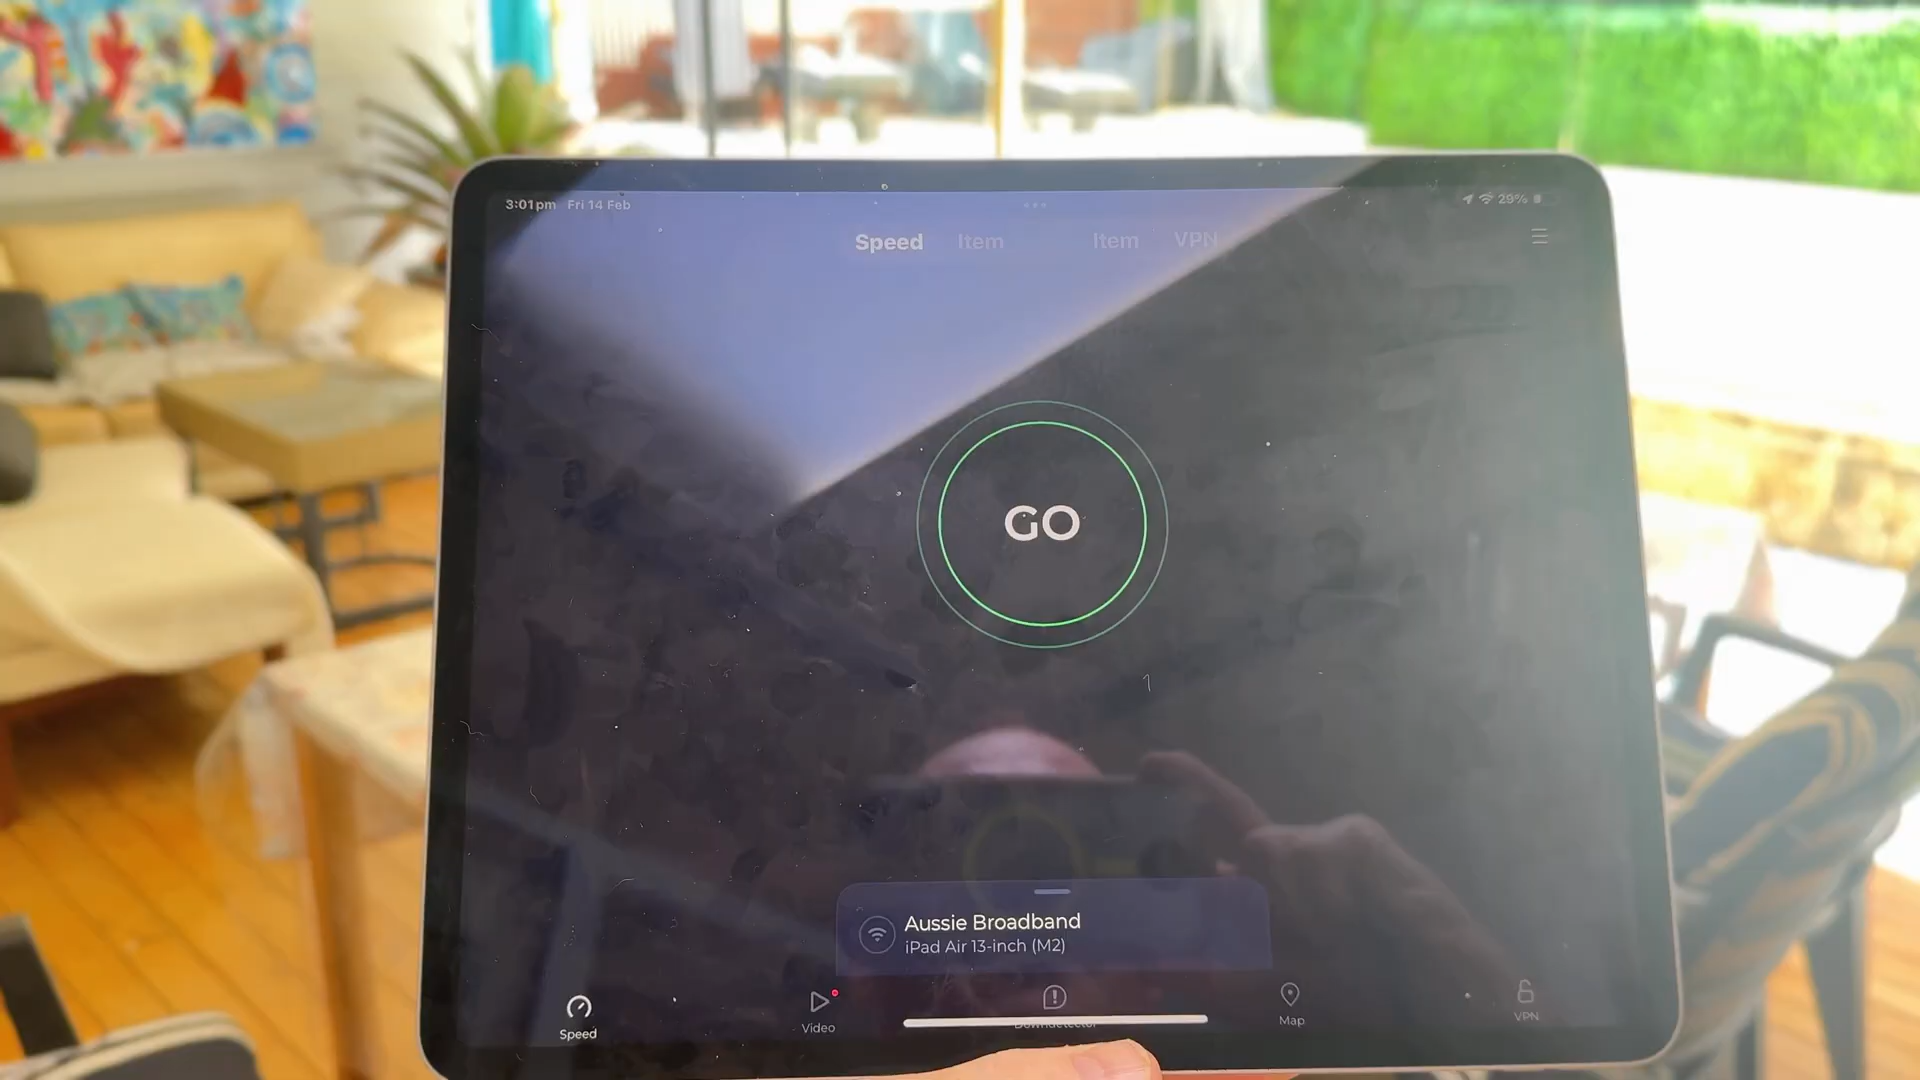 3:01pm Fri 14 Feb
29%
Speed Item Item VPN
GO
Aussie Broadband
iPad Air 13-inch (M2)
Speed
Video
Downdetector
Map
VPN